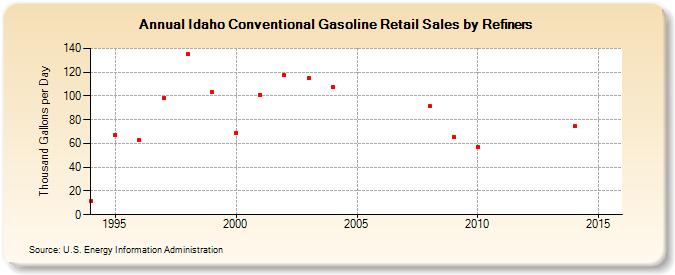 Annual Idaho Conventional Gasoline Retail Sales by Refiners
Thousand Gallons per Day
140
120
100
80
60
40
20
0
1995 2000 2005 2010 2015
Source: U.S. Energy Information Administration